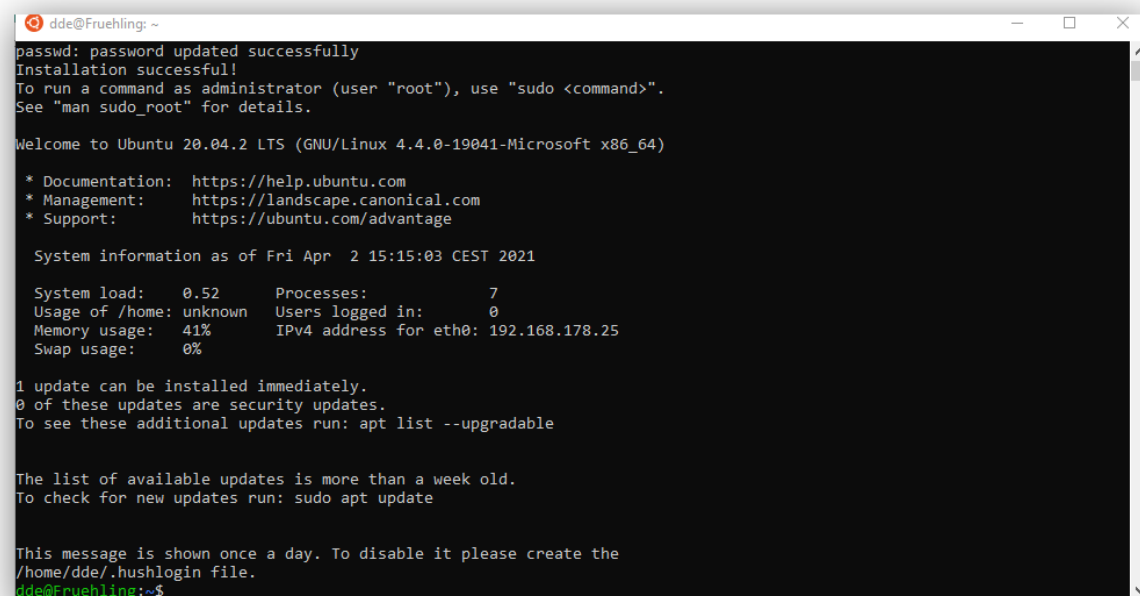 dde@Fruehling: ~
passwd: password updated successfully
Installation successful!
To run a command as administrator (user "root"), use "sudo <command>".
See "man sudo_root" for details.
Welcome to Ubuntu 20.04.2 LTS (GNU/Linux 4.4.0-19041-Microsoft x86_64)
* Documentation:  https://help.ubuntu.com
* Management:     https://landscape.canonical.com
* Support:        https://ubuntu.com/advantage
System information as of Fri Apr  2 15:15:03 CEST 2021
System load:    0.52      Processes:             7
Usage of /home: unknown   Users logged in:       0
Memory usage:   41%       IPv4 address for eth0: 192.168.178.25
Swap usage:     0%
1 update can be installed immediately.
0 of these updates are security updates.
To see these additional updates run: apt list --upgradable
The list of available updates is more than a week old.
To check for new updates run: sudo apt update
This message is shown once a day. To disable it please create the
/home/dde/.hushlogin file.
dde@Fruehling:~$